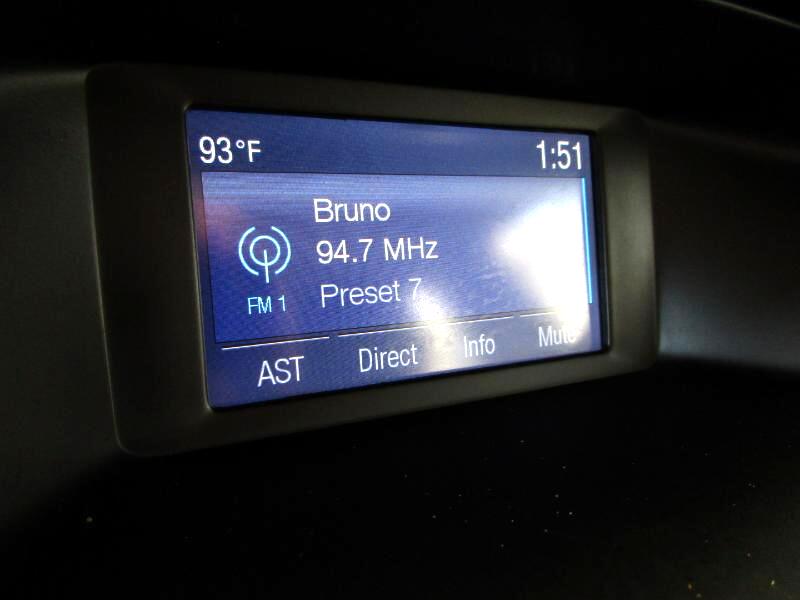 93°F 1:51
Bruno
94.7 MHz
FM 1 Preset 7
AST Direct Info Mute